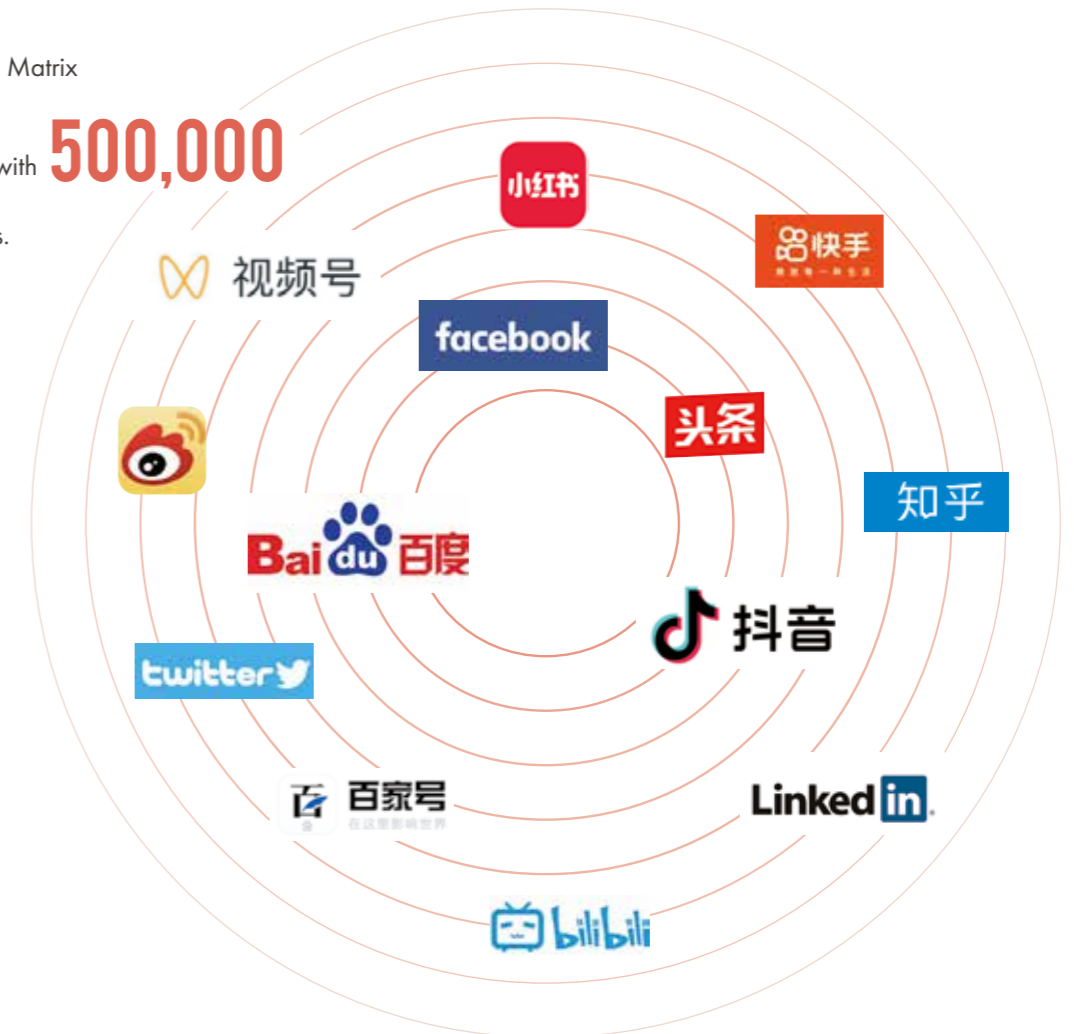 Matrix
with 500,000
s.
小红书
快手
视频号
facebook
头条
知乎
Bai du 百度
抖音
twitter
百家号
在这里影响世界
Linked in
bilibili